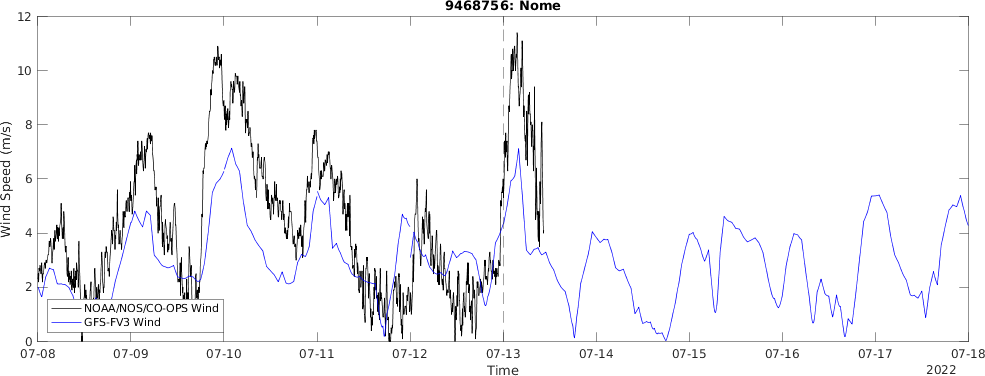 9468756: Nome
12
10
8
6
4
2
0
Wind Speed (m/s)
NOAA/NOS/CO-OPS Wind
GFS-FV3 Wind
07-08 07-09 07-10 07-11 07-12 07-13 07-14 07-15 07-16 07-17 07-18
Time
2022